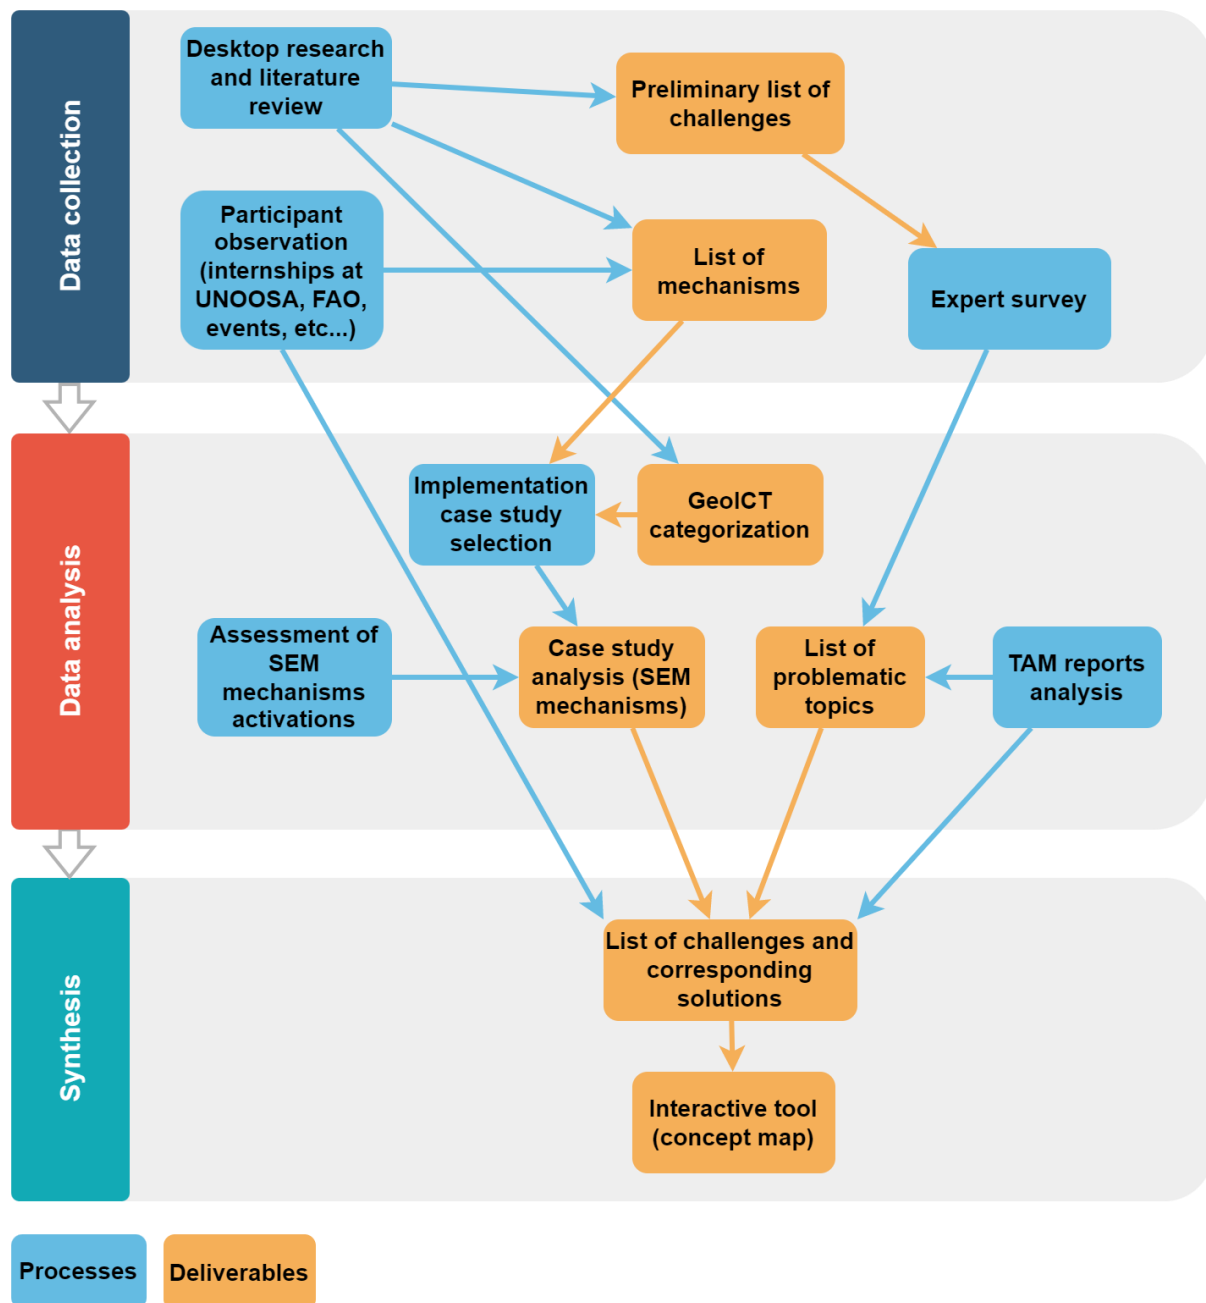 Data collection
Desktop research
and literature
review
Preliminary list of
challenges
Participant
observation
(internships at
UNOOSA, FAO,
events, etc...)
List of
mechanisms
Expert survey
Data analysis
Implementation
case study
selection
GeoICT
categorization
Assessment of
SEM
mechanisms
activations
Case study
analysis (SEM
mechanisms)
List of
problematic
topics
TAM reports
analysis
Synthesis
List of challenges and
corresponding
solutions
Interactive tool
(concept map)
Processes
Deliverables